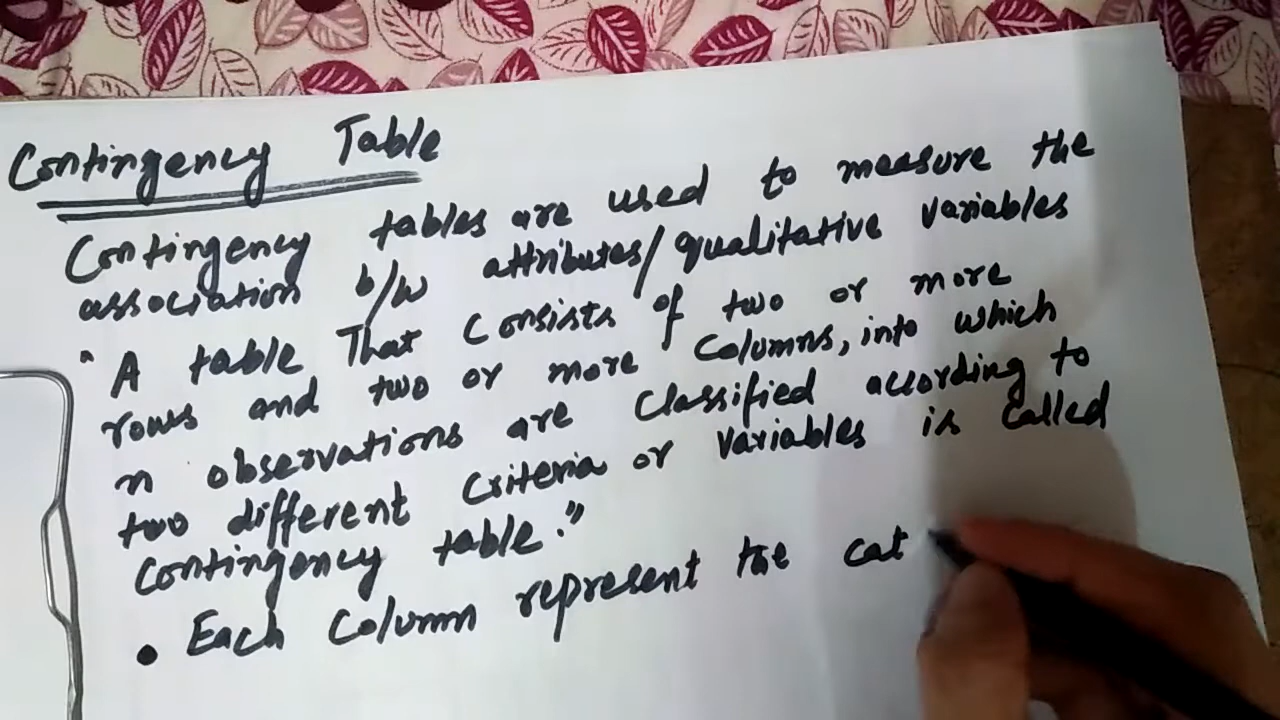 Contingency Table
Contingency tables are used to measure the
association b/w attributes/qualitative variables
"A table That Consists of two or more
rows and two or more Columns, into which
n observations are Classified according to
two different Criteria or variables is called
Contingency table."
• Each Column represent the cat